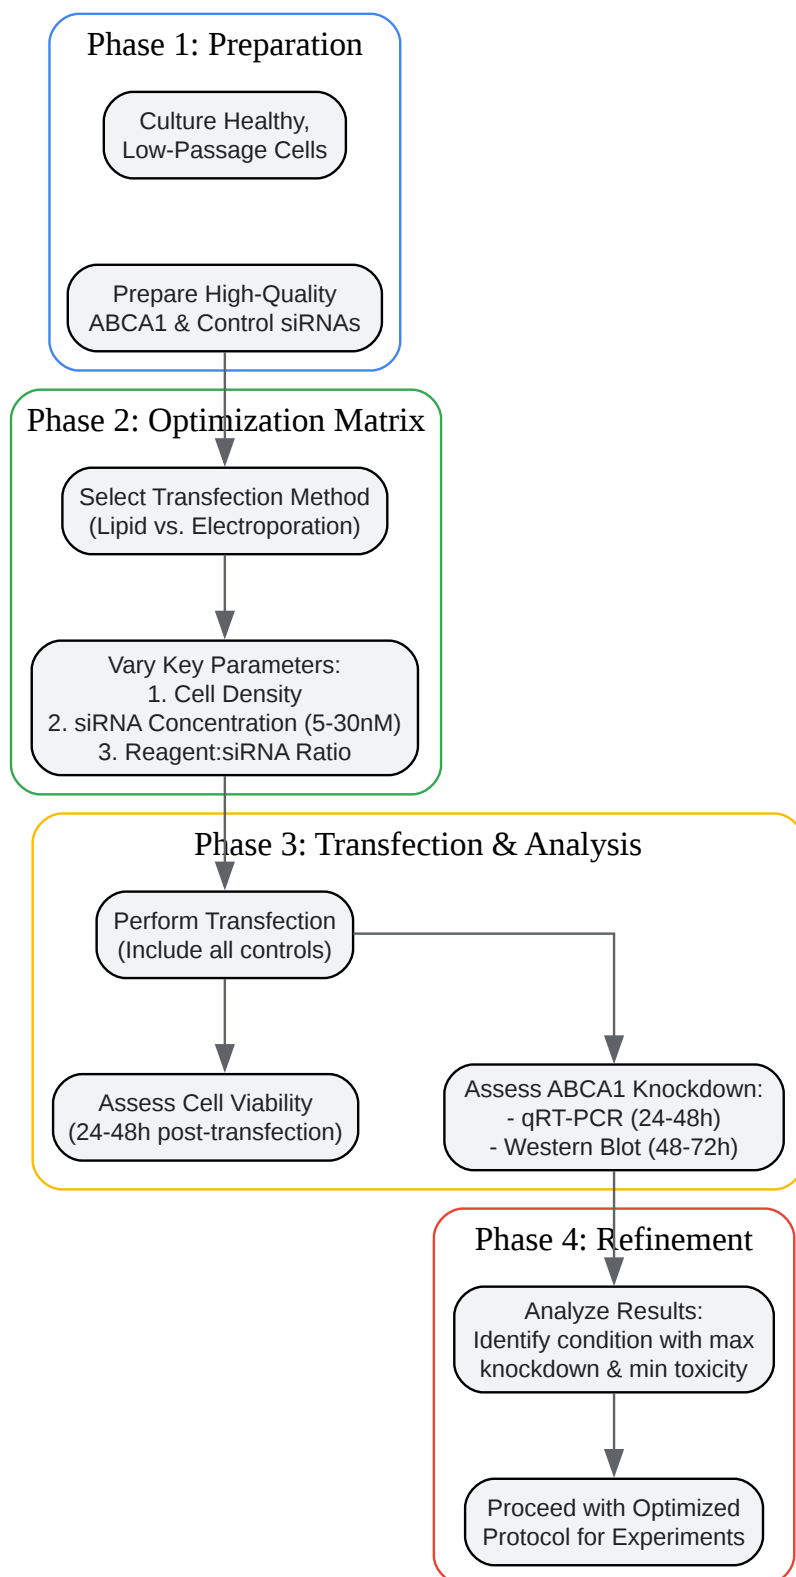 Phase 1: Preparation
Culture Healthy,
Low-Passage Cells
Prepare High-Quality
ABCA1 & Control siRNAs
Phase 2: Optimization Matrix
Select Transfection Method
(Lipid vs. Electroporation)
Vary Key Parameters:
1. Cell Density
2. siRNA Concentration (5-30nM)
3. Reagent:siRNA Ratio
Phase 3: Transfection & Analysis
Perform Transfection
(Include all controls)
Assess Cell Viability
(24-48h post-transfection)
Assess ABCA1 Knockdown:
- qRT-PCR (24-48h)
- Western Blot (48-72h)
Phase 4: Refinement
Analyze Results:
Identify condition with max
knockdown & min toxicity
Proceed with Optimized
Protocol for Experiments